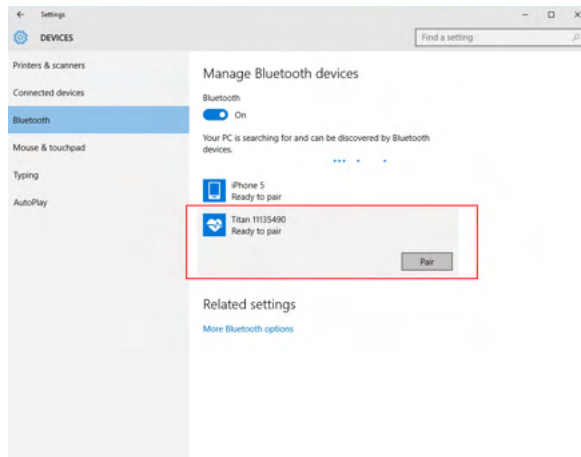 Settings
DEVICES
Find a setting
Printers & scanners
Connected devices
Bluetooth
Mouse & touchpad
Typing
AutoPlay
Manage Bluetooth devices
Bluetooth
On
Your PC is searching for and can be discovered by Bluetooth
devices.
iPhone 5
Ready to pair
Titan 11135490
Ready to pair
Pair
Related settings
More Bluetooth options